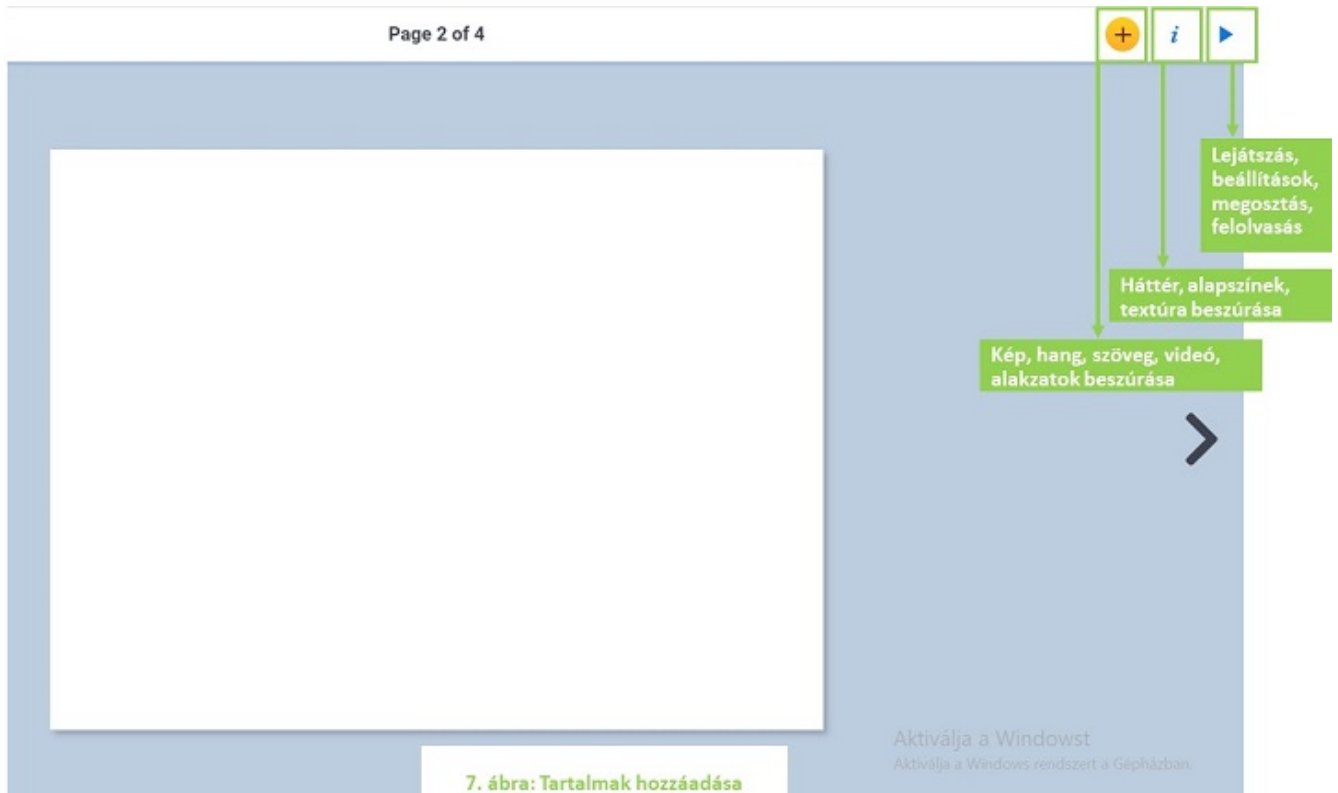 Page 2 of 4
+
i
Lejátszás,
beállítások,
megosztás,
felolvasás
Háttér, alapszínek,
textúra beszúrása
Kép, hang, szöveg, videó,
alakzatok beszúrása
Aktiválja a Windowst
Aktiválja a Windows rendszert a Gépházban.
7. ábra: Tartalmak hozzáadása